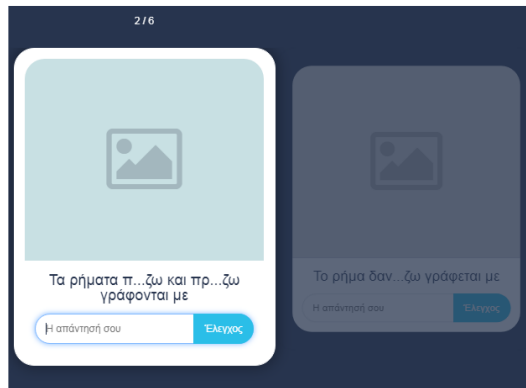 2 / 6
Τα ρήματα π...ζω και πρ...ζω
γράφονται με
Η απάντησή σου
Έλεγχος
Το ρήμα δαν...ζω γράφεται με
Η απάντησή σου
Έλεγχος